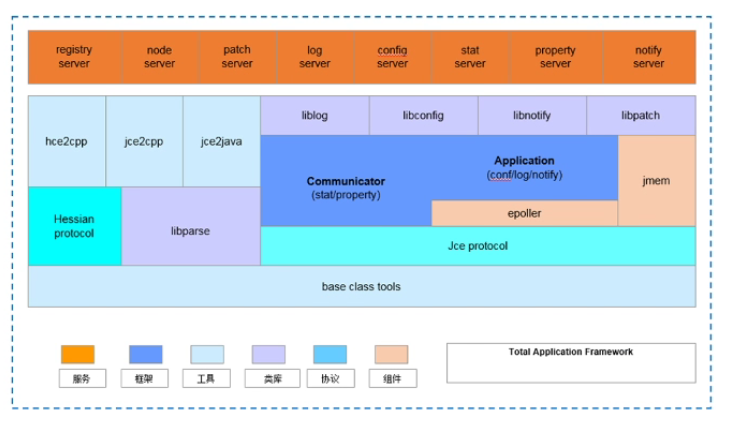 registry
server
node
server
patch
server
log
server
config
server
stat
server
property
server
notify
server
hce2cpp
jce2cpp
jce2java
liblog
libconfig
libnotify
libpatch
Communicator
(stat/property)
Application
(conf/log/notify)
jmem
epoller
Hessian
protocol
libparse
Jce protocol
base class tools
服务
框架
工具
类库
协议
组件
Total Application Framework